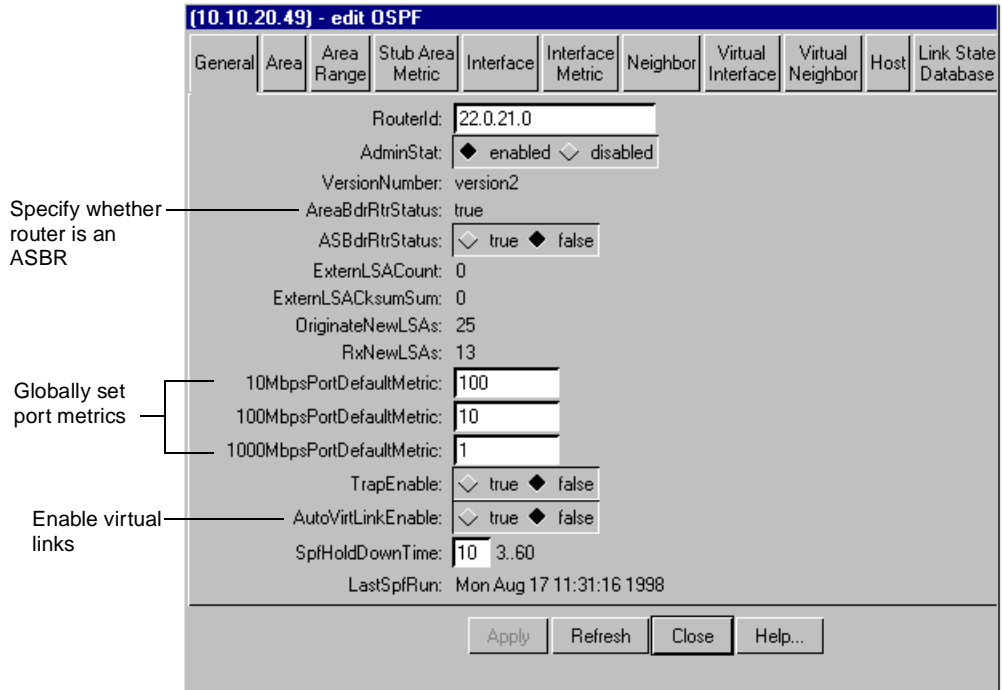 (10.10.20.49) - edit OSPF
General Area Area Range Stub Area Metric Interface Interface Metric Neighbor Virtual Interface Virtual Neighbor Host Link State Database
RouterId: 22.0.21.0
AdminStat: enabled disabled
VersionNumber: version2
Specify whether router is an ASBR
AreaBdrRtrStatus: true
ASBdrRtrStatus: true false
ExternLSACount: 0
ExternLSACksumSum: 0
OriginateNewLSAs: 25
RxNewLSAs: 13
Globally set port metrics
10MbpsPortDefaultMetric: 100
100MbpsPortDefaultMetric: 10
1000MbpsPortDefaultMetric: 1
TrapEnable: true false
Enable virtual links
AutoVirtLinkEnable: true false
SpfHoldDownTime: 10 3..60
LastSpfRun: Mon Aug 17 11:31:16 1998
Apply Refresh Close Help...